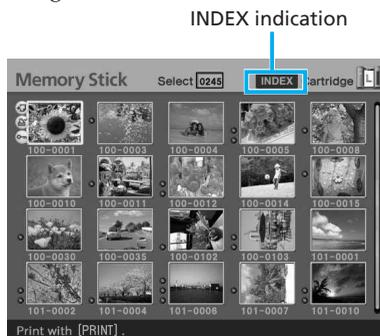 INDEX indication
Memory Stick Select 0245 INDEX Cartridge L
100-0001 100-0003 100-0004 100-0005 100-0008
100-0010 100-0011 100-0012 100-0014 100-0015
100-0030 100-0035 100-0102 100-0103 101-0001
101-0002 101-0004 101-0006 101-0007 101-0010
Print with [PRINT] .